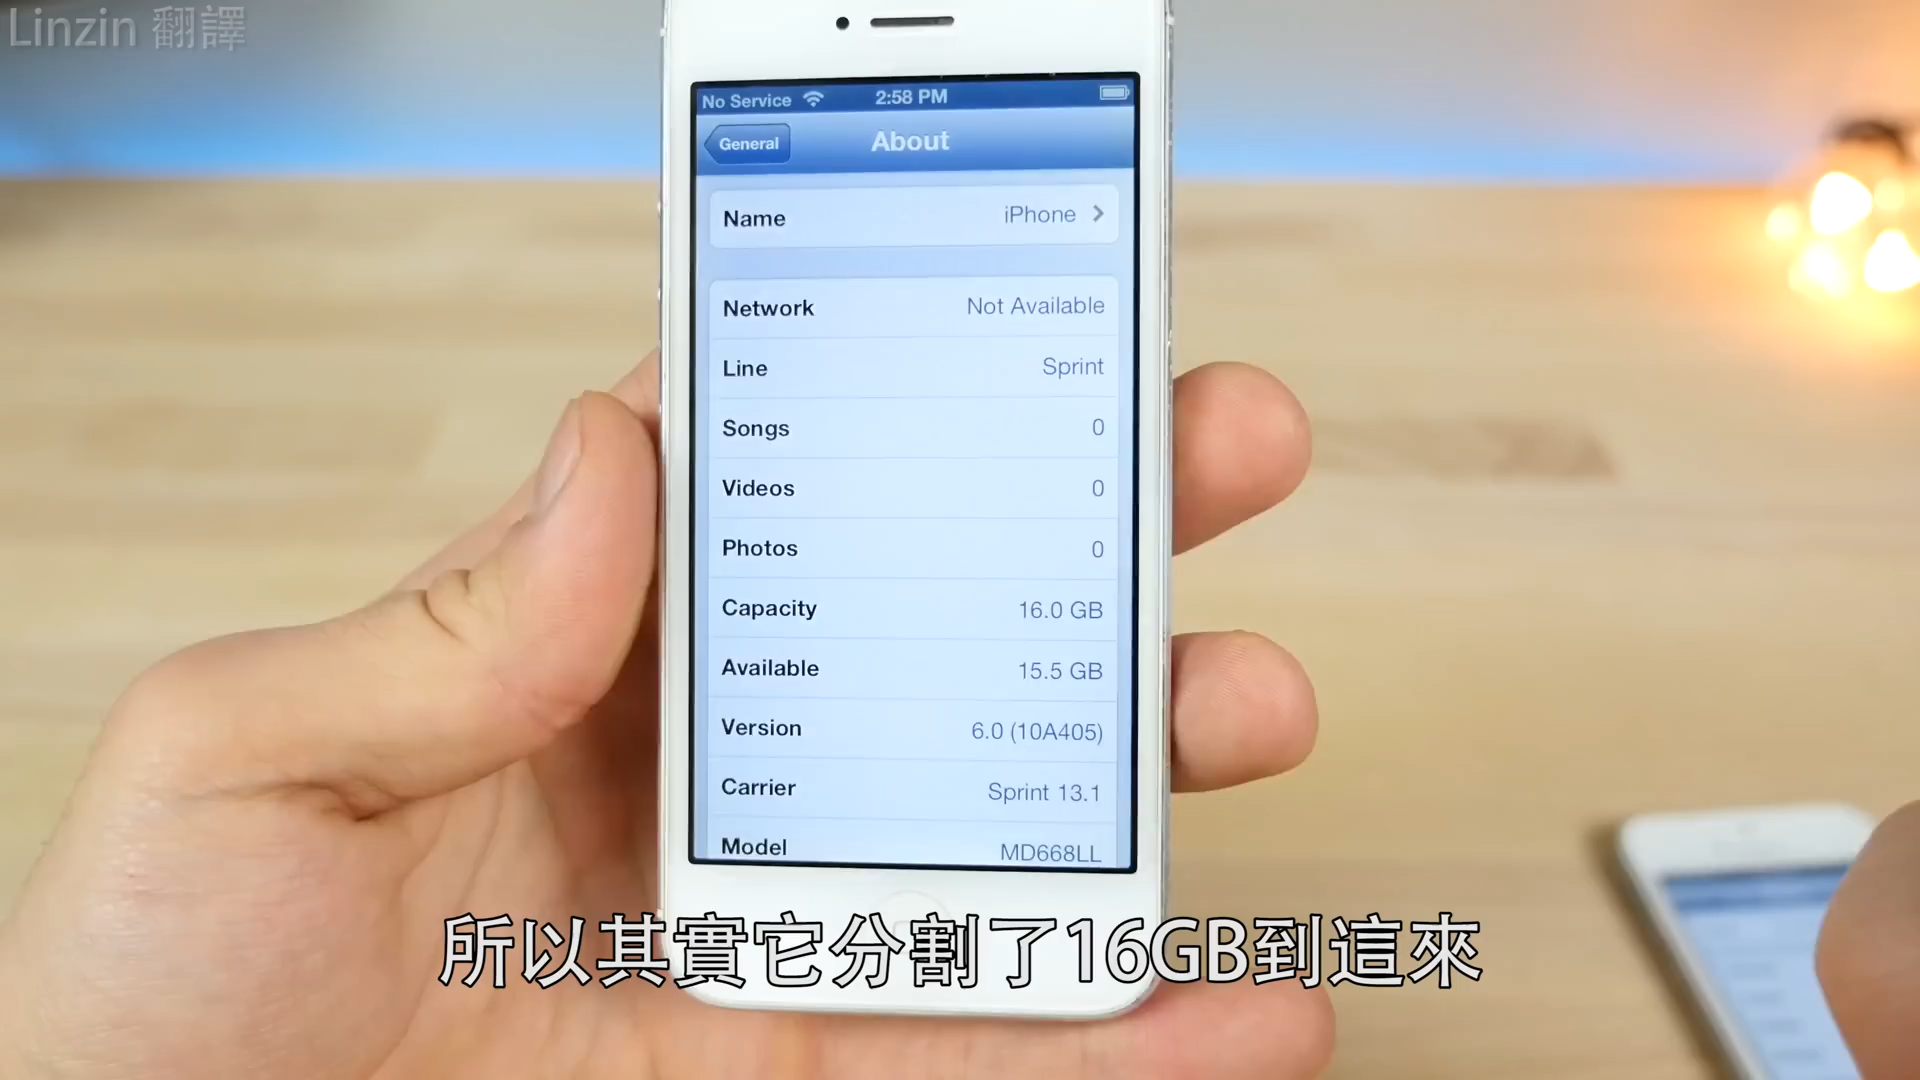 Linzin 翻譯
No Service 2:58 PM
General About
Name iPhone
Network Not Available
Line Sprint
Songs 0
Videos 0
Photos 0
Capacity 16.0 GB
Available 15.5 GB
Version 6.0 (10A405)
Carrier Sprint 13.1
Model MD668LL
所以其實它分割了16GB到這來